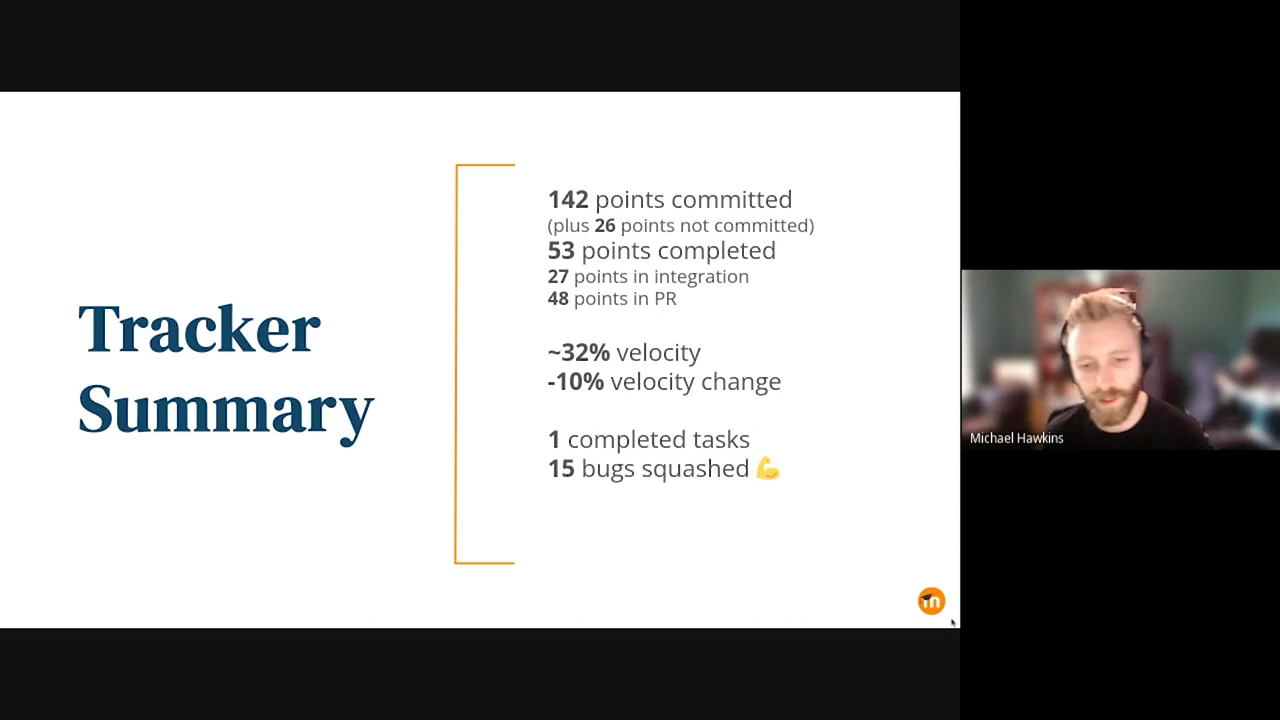 Tracker
Summary
142 points committed
(plus 26 points not committed)
53 points completed
27 points in integration
48 points in PR
~32% velocity
-10% velocity change
1 completed tasks
15 bugs squashed 💪
m
Michael Hawkins